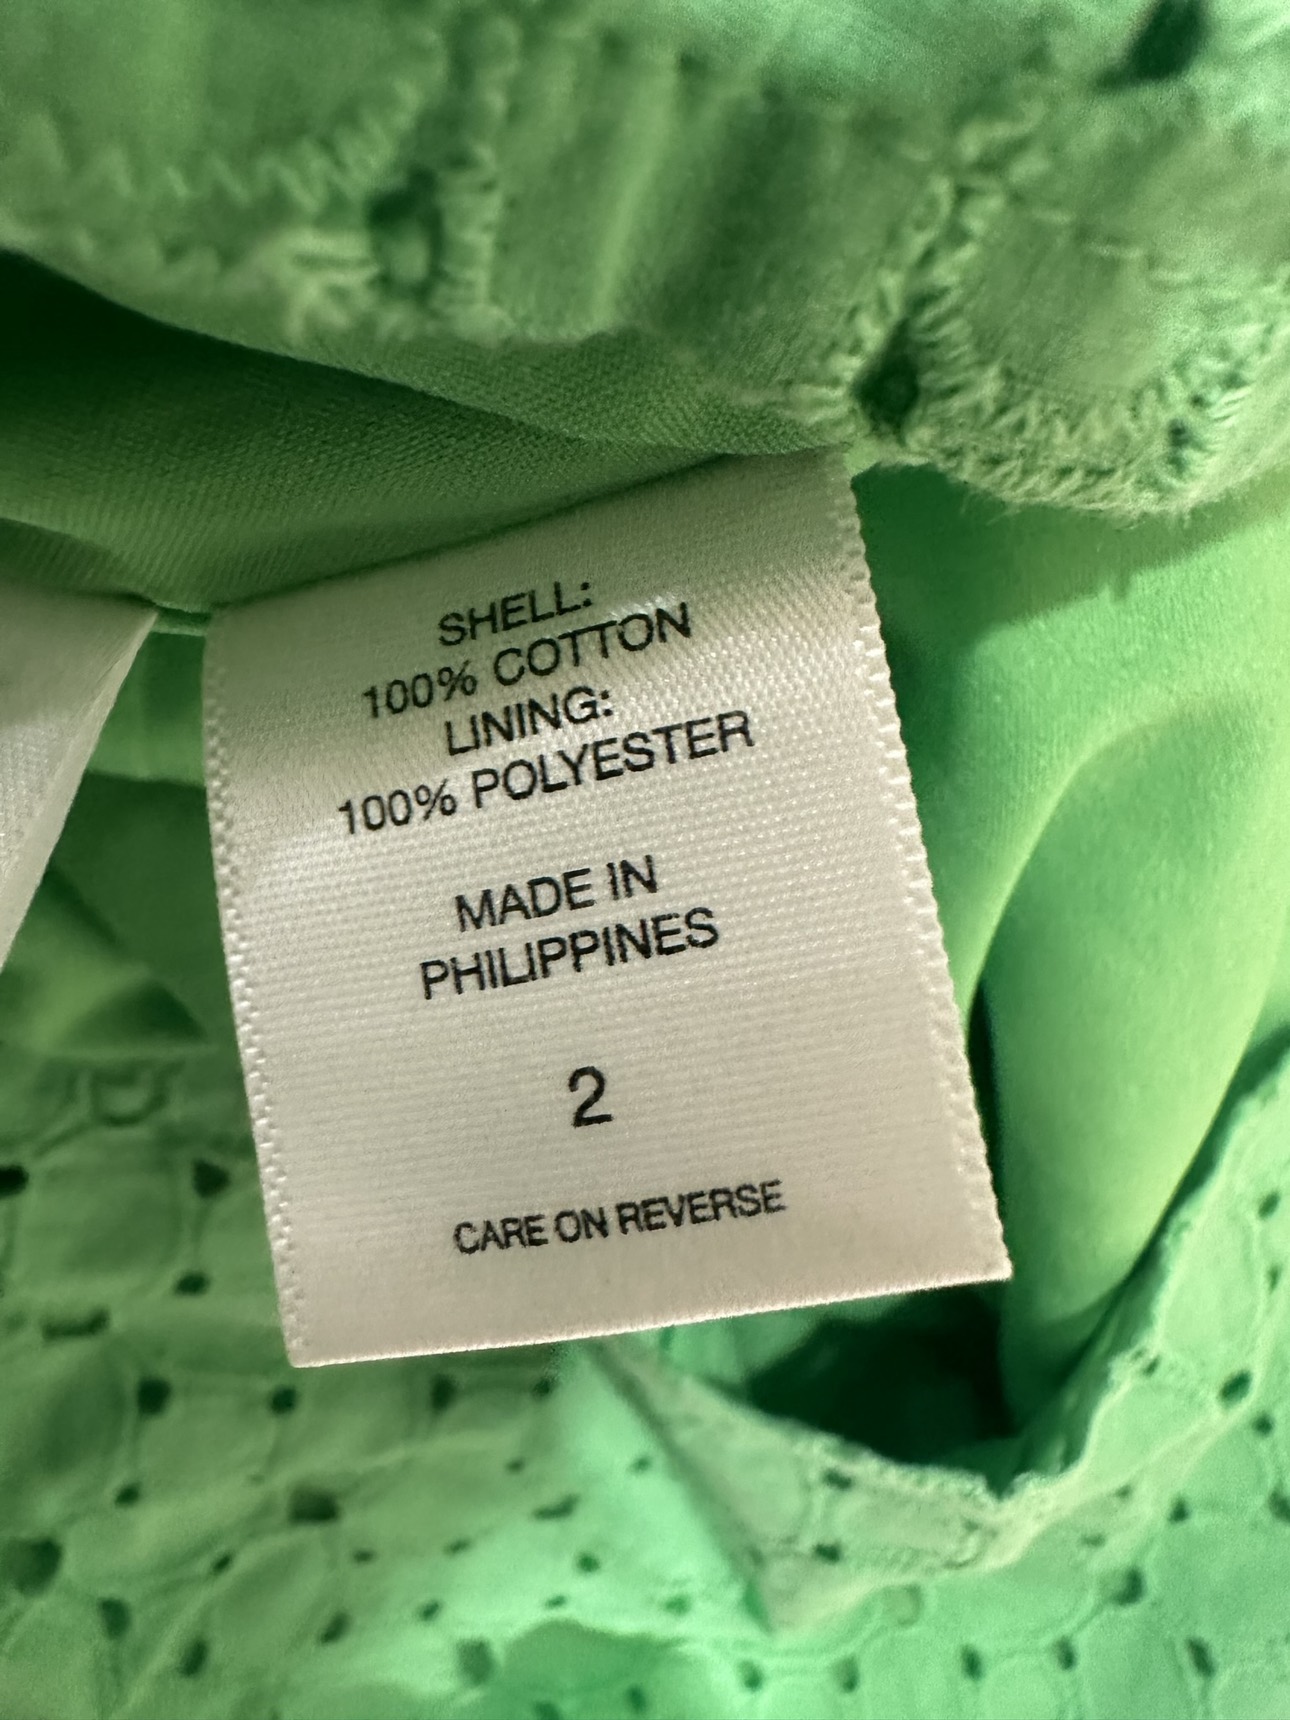 SHELL:
100% COTTON
LINING:
100% POLYESTER
MADE IN
PHILIPPINES
2
CARE ON REVERSE